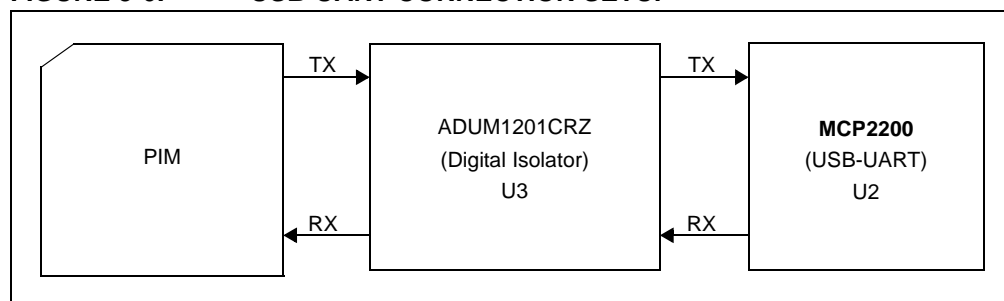 TX
TX
ADUM1201CRZ
MCP2200
PIM
(Digital Isolator)
(USB-UART)
U3
U2
RX
RX